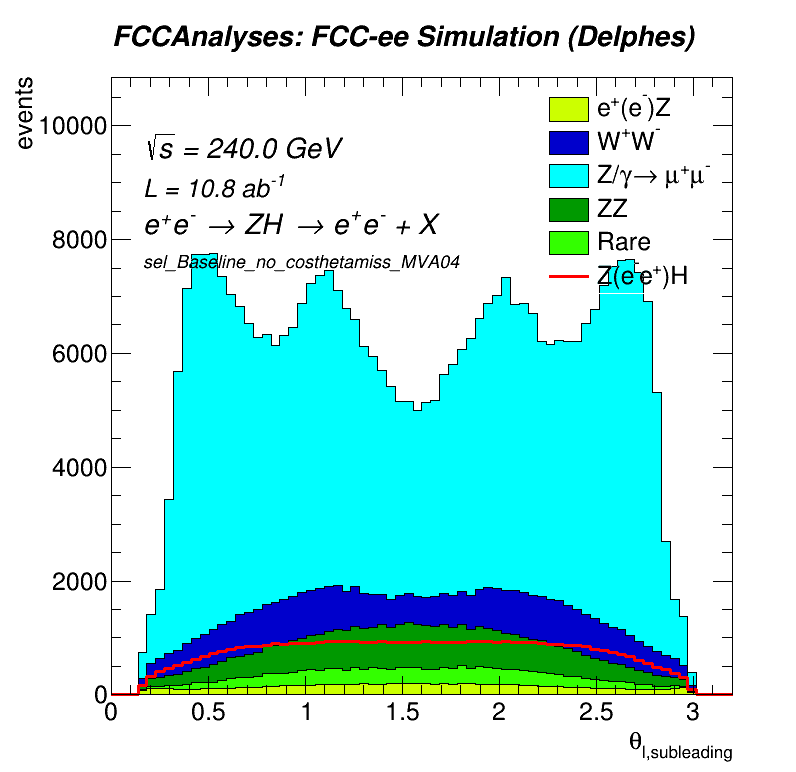 FCCAnalyses: FCC-ee Simulation (Delphes)
events
10000
8000
6000
4000
2000
0
√s = 240.0 GeV
L = 10.8 ab⁻¹
e⁺e⁻ → ZH → e⁺e⁻ + X
sel_Baseline_no_costhetamiss_MVA04
e⁺(e⁻)Z
W⁺W⁻
Z/γ→ μ⁺μ⁻
ZZ
Rare
Z(e⁻e⁺)H
0 0.5 1 1.5 2 2.5 3
θ_l,subleading